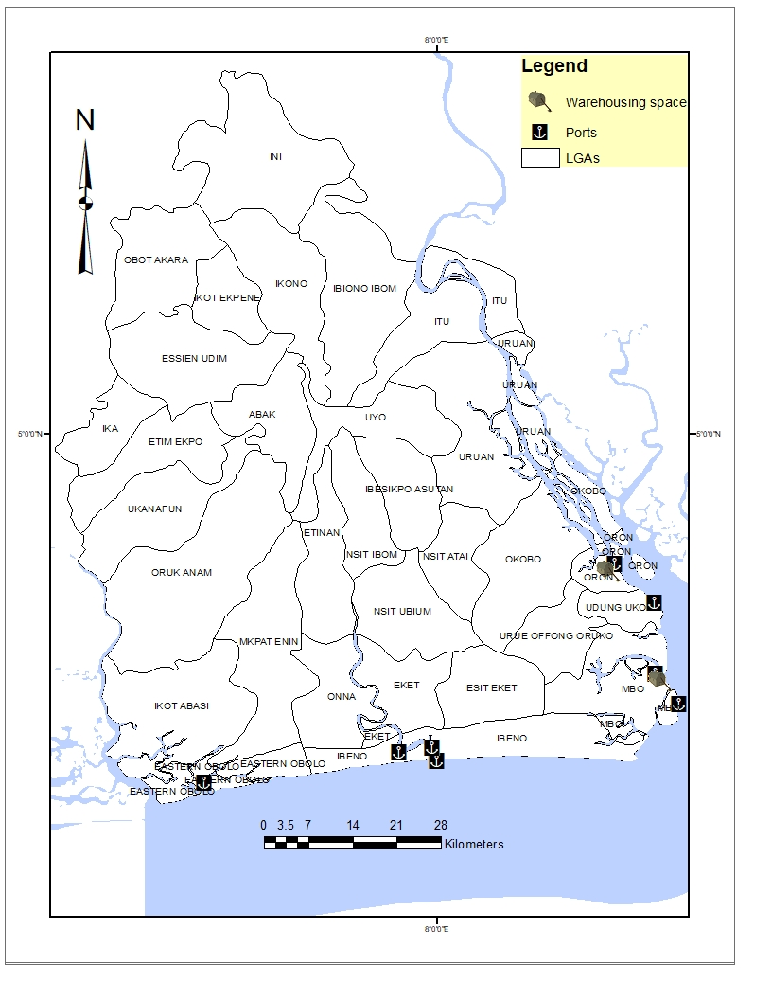 8°0'0"E
Legend
Warehousing space
Ports
LGAs
N
INI
OBOT AKARA
IKOT EKPENE
IKONO
IBIONO IBOM
ITU
ITU
URUAN
ESSIEN UDIM
URUAN
ABAK
UYO
IKA
5°0'0"N
5°0'0"N
URUAN
ETIM EKPO
URUAN
IBESIKPO ASUTAN
OKOBO
UKANAFUN
ETINAN
ORON
ORON
NSIT IBOM
NSIT ATAI
OKOBO
ORON
ORUK ANAM
ORON
NSIT UBIUM
UDUNG UKO
URUE OFFONG ORUKO
MKPAT ENIN
EKET
ESIT EKET
MBO
ONNA
IKOT ABASI
MBO
MBO
EKET
IBENO
IBENO
EASTERN OBOLO
EASTERN OBOLO
EASTERN OBOLO
EASTERN OBOLO
0 3.5 7 14 21 28
Kilometers
8°0'0"E